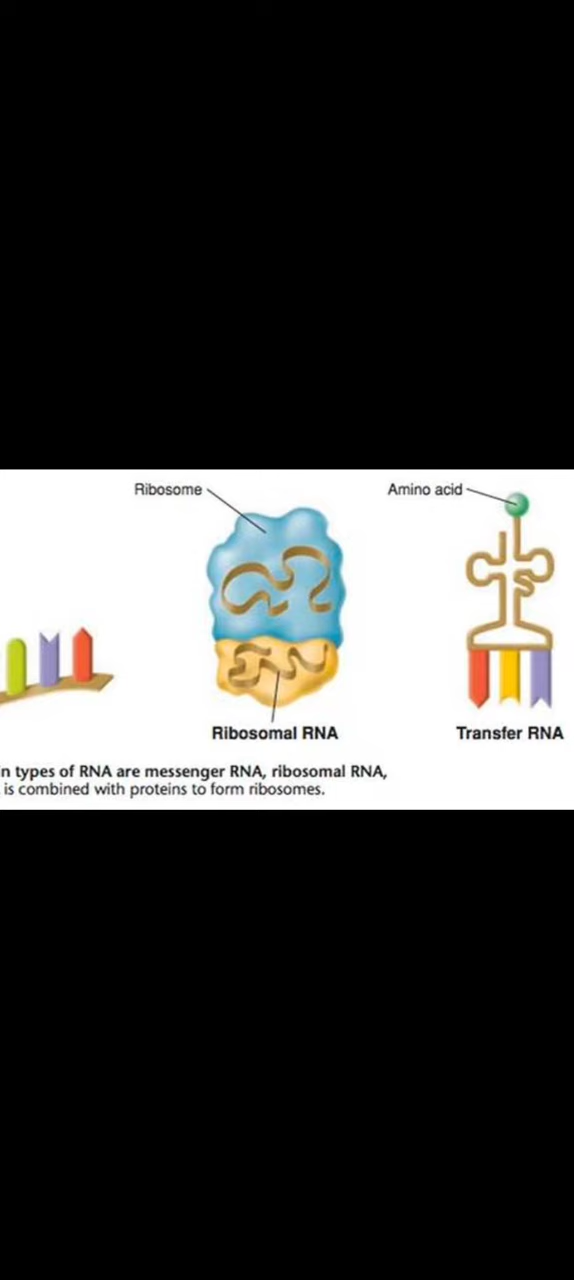 Ribosome
Amino acid
Ribosomal RNA
Transfer RNA
in types of RNA are messenger RNA, ribosomal RNA,
is combined with proteins to form ribosomes.